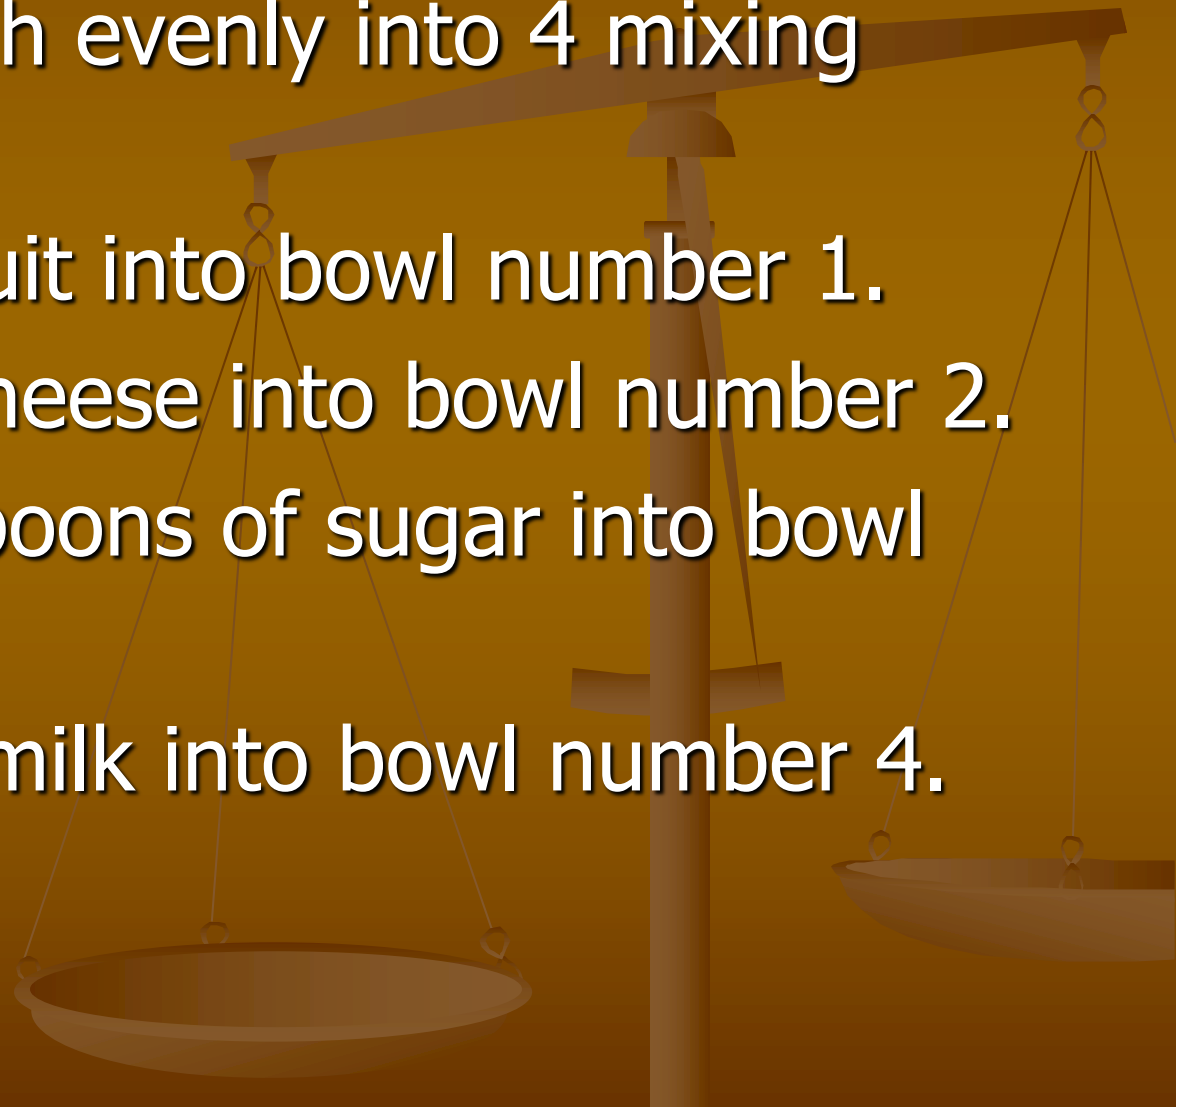 h evenly into 4 mixing
uit into bowl number 1.
heese into bowl number 2.
poons of sugar into bowl
milk into bowl number 4.